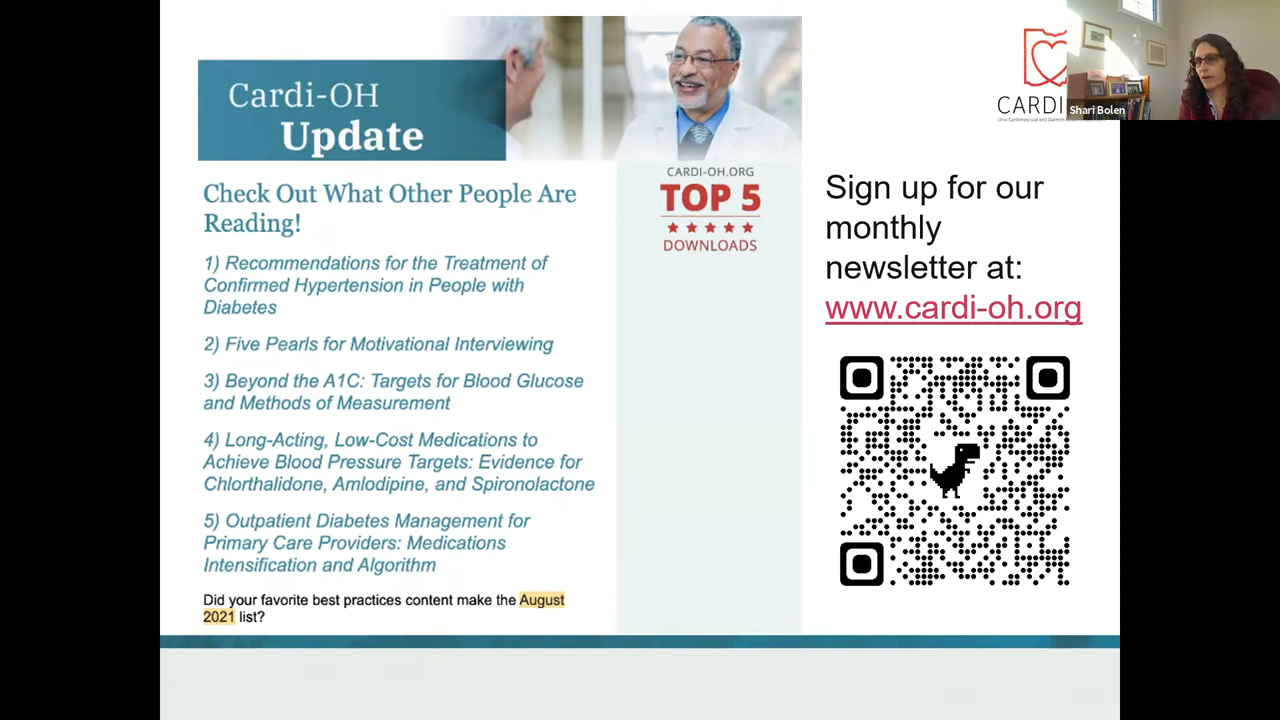 Cardi-OH
Update
Check Out What Other People Are
Reading!
1) Recommendations for the Treatment of
Confirmed Hypertension in People with
Diabetes
2) Five Pearls for Motivational Interviewing
3) Beyond the A1C: Targets for Blood Glucose
and Methods of Measurement
4) Long-Acting, Low-Cost Medications to
Achieve Blood Pressure Targets: Evidence for
Chlorthalidone, Amlodipine, and Spironolactone
5) Outpatient Diabetes Management for
Primary Care Providers: Medications
Intensification and Algorithm
Did your favorite best practices content make the August
2021 list?
CARDI-OH.ORG
TOP 5
DOWNLOADS
CARDI
Shari Bolen
Sign up for our
monthly
newsletter at:
www.cardi-oh.org